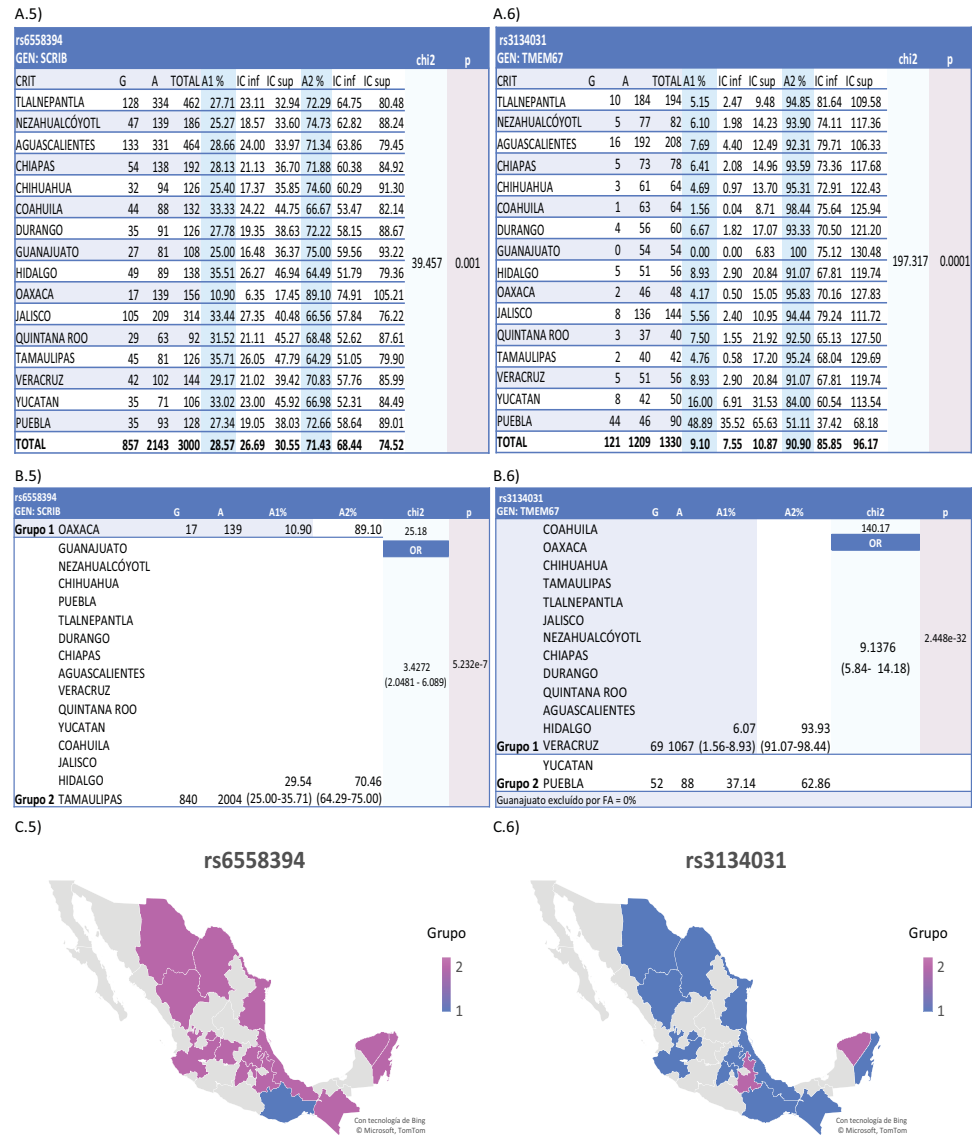 A.5)
rs6558394
GEN: SCRIB chi2 p
CRIT G A TOTAL A1 % IC inf IC sup A2 % IC inf IC sup
TLALNEPANTLA 128 334 462 27.71 23.11 32.94 72.29 64.75 80.48
NEZAHUALCÓYOTL 47 139 186 25.27 18.57 33.60 74.73 62.82 88.24
AGUASCALIENTES 133 331 464 28.66 24.00 33.97 71.34 63.86 79.45
CHIAPAS 54 138 192 28.13 21.13 36.70 71.88 60.38 84.92
CHIHUAHUA 32 94 126 25.40 17.37 35.85 74.60 60.29 91.30
COAHUILA 44 88 132 33.33 24.22 44.75 66.67 53.47 82.14
DURANGO 35 91 126 27.78 19.35 38.63 72.22 58.15 88.67
GUANAJUATO 27 81 108 25.00 16.48 36.37 75.00 59.56 93.22
39.457 0.001
HIDALGO 49 89 138 35.51 26.27 46.94 64.49 51.79 79.36
OAXACA 17 139 156 10.90 6.35 17.45 89.10 74.91 105.21
JALISCO 105 209 314 33.44 27.35 40.48 66.56 57.84 76.22
QUINTANA ROO 29 63 92 31.52 21.11 45.27 68.48 52.62 87.61
TAMAULIPAS 45 81 126 35.71 26.05 47.79 64.29 51.05 79.90
VERACRUZ 42 102 144 29.17 21.02 39.42 70.83 57.76 85.99
YUCATAN 35 71 106 33.02 23.00 45.92 66.98 52.31 84.49
PUEBLA 35 93 128 27.34 19.05 38.03 72.66 58.64 89.01
TOTAL 857 2143 3000 28.57 26.69 30.55 71.43 68.44 74.52
A.6)
rs3134031
GEN: TMEM67 chi2 p
CRIT G A TOTAL A1 % IC inf IC sup A2 % IC inf IC sup
TLALNEPANTLA 10 184 194 5.15 2.47 9.48 94.85 81.64 109.58
NEZAHUALCÓYOTL 5 77 82 6.10 1.98 14.23 93.90 74.11 117.36
AGUASCALIENTES 16 192 208 7.69 4.40 12.49 92.31 79.71 106.33
CHIAPAS 5 73 78 6.41 2.08 14.96 93.59 73.36 117.68
CHIHUAHUA 3 61 64 4.69 0.97 13.70 95.31 72.91 122.43
COAHUILA 1 63 64 1.56 0.04 8.71 98.44 75.64 125.94
DURANGO 4 56 60 6.67 1.82 17.07 93.33 70.50 121.20
GUANAJUATO 0 54 54 0.00 0.00 6.83 100 75.12 130.48
197.317 0.0001
HIDALGO 5 51 56 8.93 2.90 20.84 91.07 67.81 119.74
OAXACA 2 46 48 4.17 0.50 15.05 95.83 70.16 127.83
JALISCO 8 136 144 5.56 2.40 10.95 94.44 79.24 111.72
QUINTANA ROO 3 37 40 7.50 1.55 21.92 92.50 65.13 127.50
TAMAULIPAS 2 40 42 4.76 0.58 17.20 95.24 68.04 129.69
VERACRUZ 5 51 56 8.93 2.90 20.84 91.07 67.81 119.74
YUCATAN 8 42 50 16.00 6.91 31.53 84.00 60.54 113.54
PUEBLA 44 46 90 48.89 35.52 65.63 51.11 37.42 68.18
TOTAL 121 1209 1330 9.10 7.55 10.87 90.90 85.85 96.17
B.5)
rs6558394
GEN: SCRIB G A A1% A2% chi2 p
Grupo 1 OAXACA 17 139 10.90 89.10 25.18
GUANAJUATO OR
NEZAHUALCÓYOTL
CHIHUAHUA
PUEBLA
TLALNEPANTLA
DURANGO
CHIAPAS
AGUASCALIENTES 3.4272 5.232e-7
VERACRUZ (2.0481 - 6.089)
QUINTANA ROO
YUCATAN
COAHUILA
JALISCO
HIDALGO 29.54 70.46
Grupo 2 TAMAULIPAS 840 2004 (25.00-35.71) (64.29-75.00)
B.6)
rs3134031
GEN: TMEM67 G A A1% A2% chi2 p
COAHUILA 140.17
OAXACA OR
CHIHUAHUA
TAMAULIPAS
TLALNEPANTLA
JALISCO
NEZAHUALCÓYOTL 2.448e-32
CHIAPAS 9.1376
DURANGO (5.84- 14.18)
QUINTANA ROO
AGUASCALIENTES
HIDALGO 6.07 93.93
Grupo 1 VERACRUZ 69 1067 (1.56-8.93) (91.07-98.44)
YUCATAN
Grupo 2 PUEBLA 52 88 37.14 62.86
Guanajuato excluído por FA = 0%
C.5)
rs6558394
Grupo
2
1
Con tecnología de Bing
© Microsoft, TomTom
C.6)
rs3134031
Grupo
2
1
Con tecnología de Bing
© Microsoft, TomTom